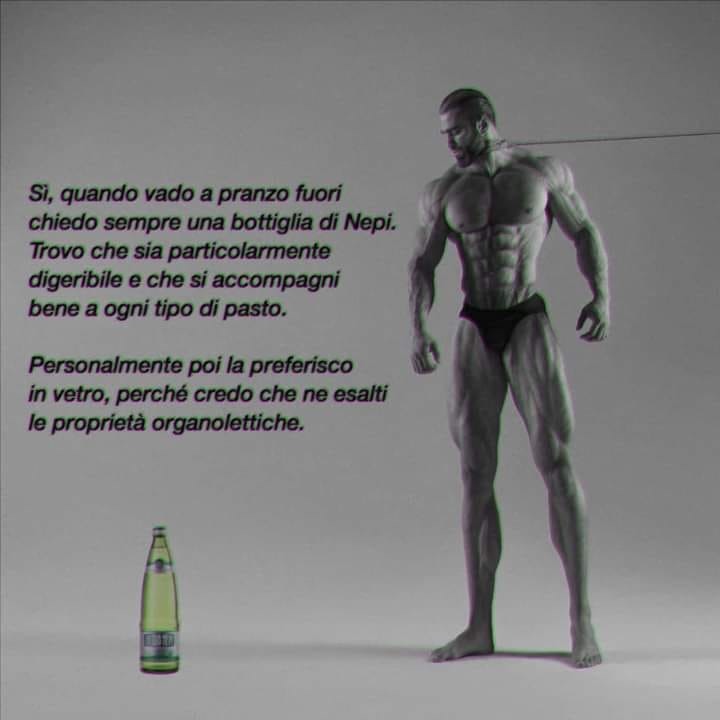 Sì, quando vado a pranzo fuori
chiedo sempre una bottiglia di Nepi.
Trovo che sia particolarmente
digeribile e che si accompagni
bene a ogni tipo di pasto.
Personalmente poi la preferisco
in vetro, perché credo che ne esalti
le proprietà organolettiche.